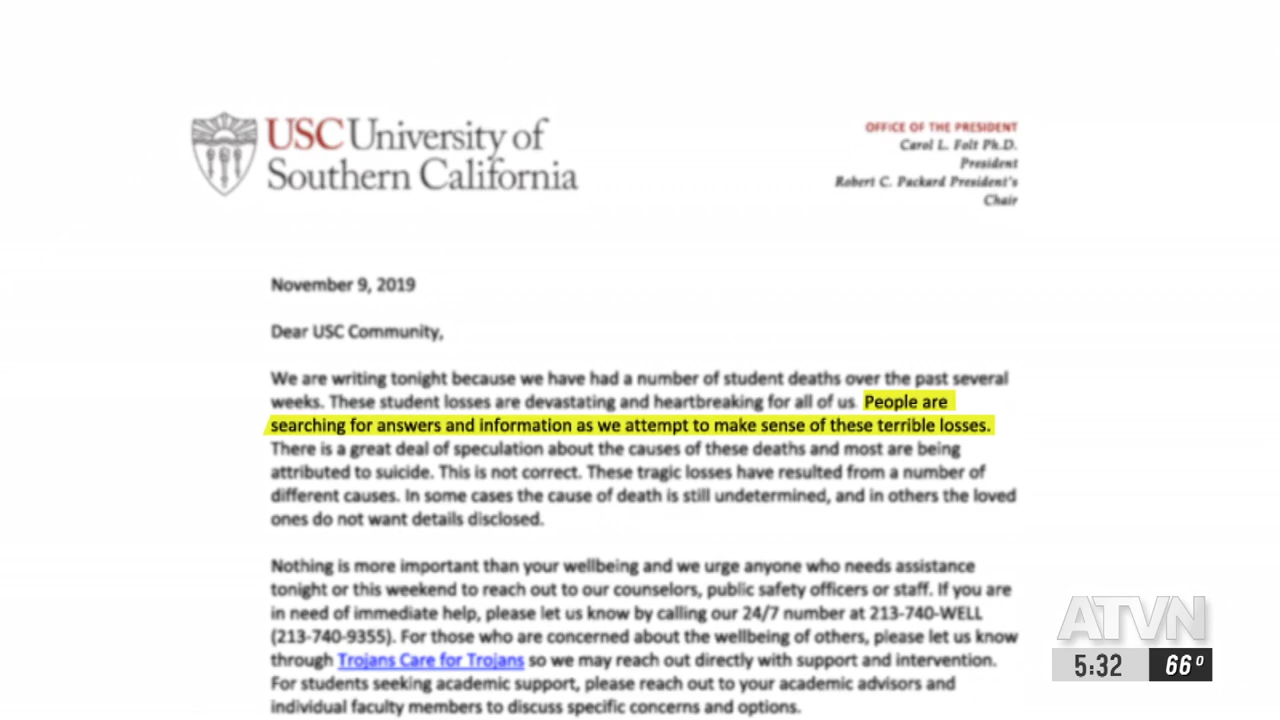 USC University of
Southern California
OFFICE OF THE PRESIDENT
Carol L. Folt Ph.D.
President
Robert C. Packard President's
Chair
November 9, 2019
Dear USC Community,
We are writing tonight because we have had a number of student deaths over the past several
weeks. These student losses are devastating and heartbreaking for all of us. People are
searching for answers and information as we attempt to make sense of these terrible losses.
There is a great deal of speculation about the causes of these deaths and most are being
attributed to suicide. This is not correct. These tragic losses have resulted from a number of
different causes. In some cases the cause of death is still undetermined, and in others the loved
ones do not want details disclosed.
Nothing is more important than your wellbeing and we urge anyone who needs assistance
tonight or this weekend to reach out to our counselors, public safety officers or staff. If you are
in need of immediate help, please let us know by calling our 24/7 number at 213-740-WELL
(213-740-9355). For those who are concerned about the wellbeing of others, please let us know
through Trojans Care for Trojans so we may reach out directly with support and intervention.
For students seeking academic support, please reach out to your academic advisors and
individual faculty members to discuss specific concerns and options.
ATVN
5:32 66°